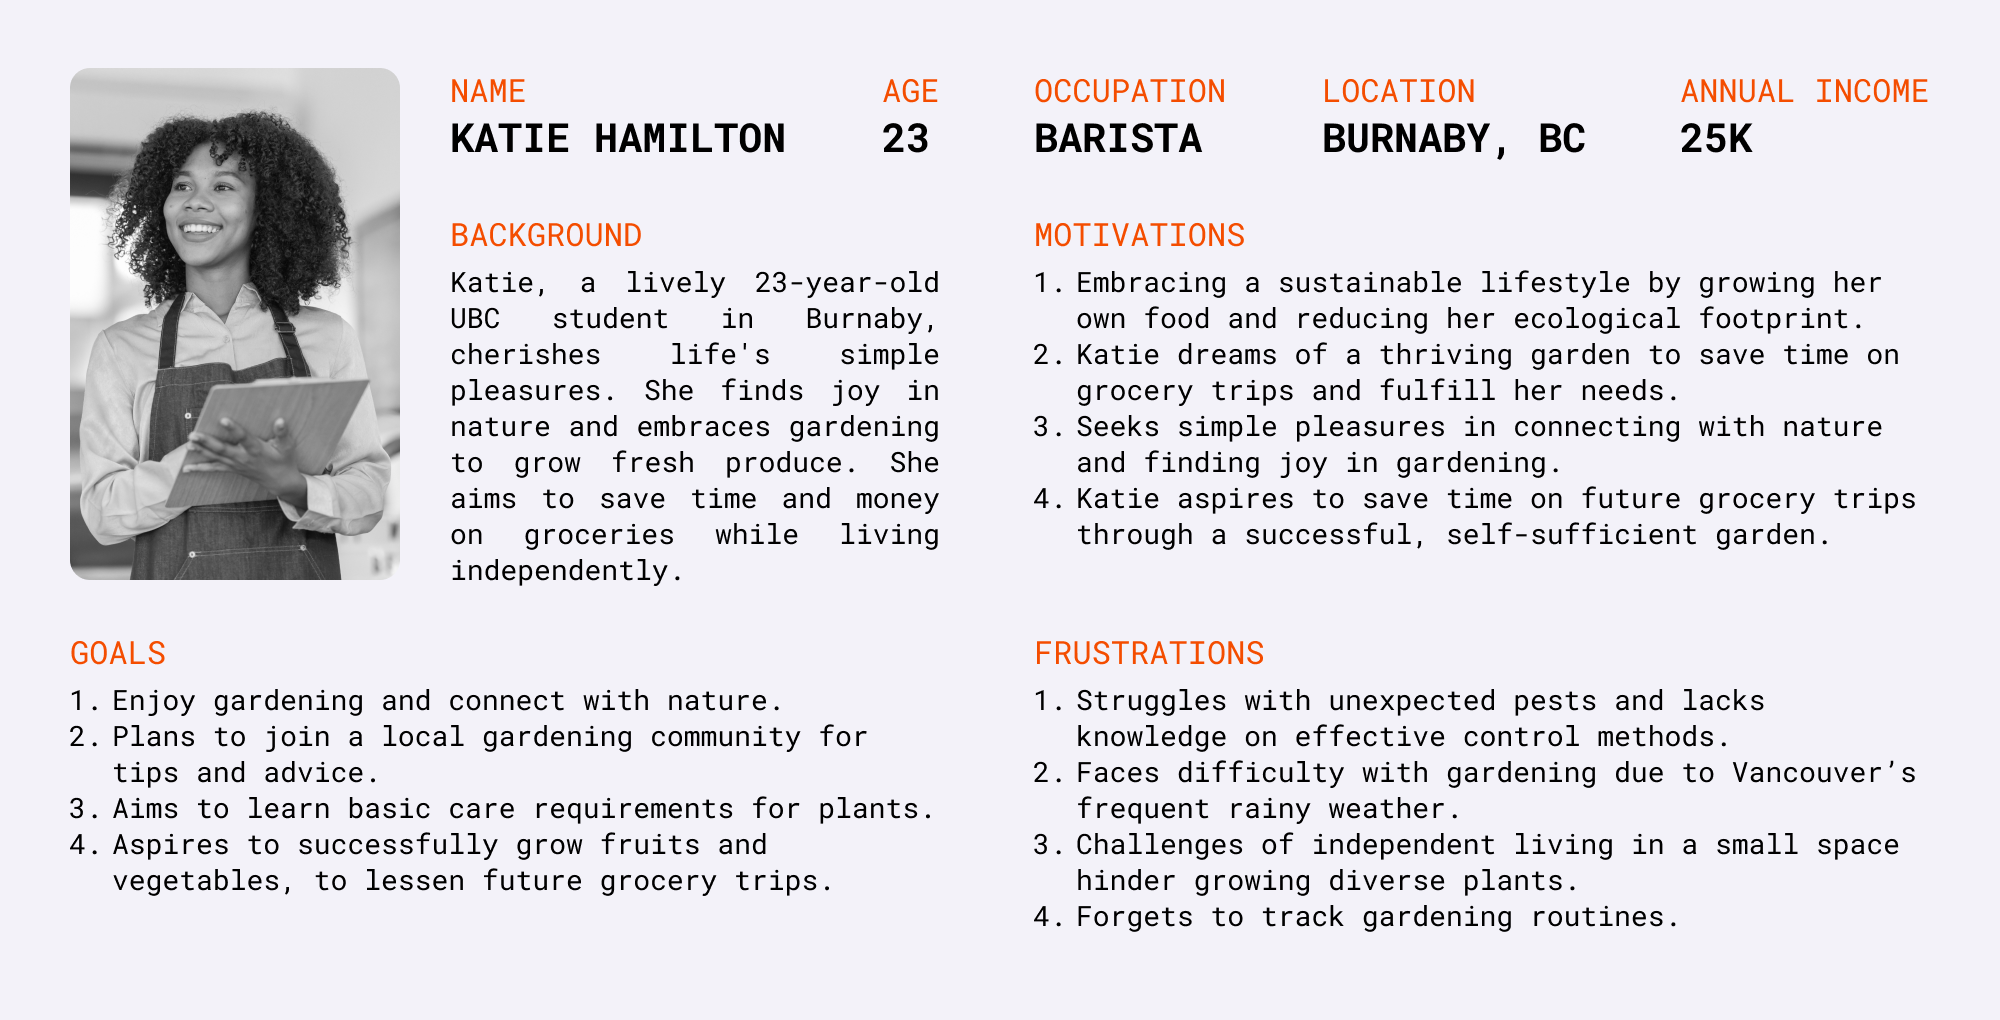 NAME
KATIE HAMILTON
AGE
23
OCCUPATION
BARISTA
LOCATION
BURNABY, BC
ANNUAL INCOME
25K
BACKGROUND
Katie, a lively 23-year-old
UBC student in Burnaby,
cherishes life's simple
pleasures. She finds joy in
nature and embraces gardening
to grow fresh produce. She
aims to save time and money
on groceries while living
independently.
MOTIVATIONS
1. Embracing a sustainable lifestyle by growing her
own food and reducing her ecological footprint.
2. Katie dreams of a thriving garden to save time on
grocery trips and fulfill her needs.
3. Seeks simple pleasures in connecting with nature
and finding joy in gardening.
4. Katie aspires to save time on future grocery trips
through a successful, self-sufficient garden.
GOALS
1. Enjoy gardening and connect with nature.
2. Plans to join a local gardening community for
tips and advice.
3. Aims to learn basic care requirements for plants.
4. Aspires to successfully grow fruits and
vegetables, to lessen future grocery trips.
FRUSTRATIONS
1. Struggles with unexpected pests and lacks
knowledge on effective control methods.
2. Faces difficulty with gardening due to Vancouver’s
frequent rainy weather.
3. Challenges of independent living in a small space
hinder growing diverse plants.
4. Forgets to track gardening routines.